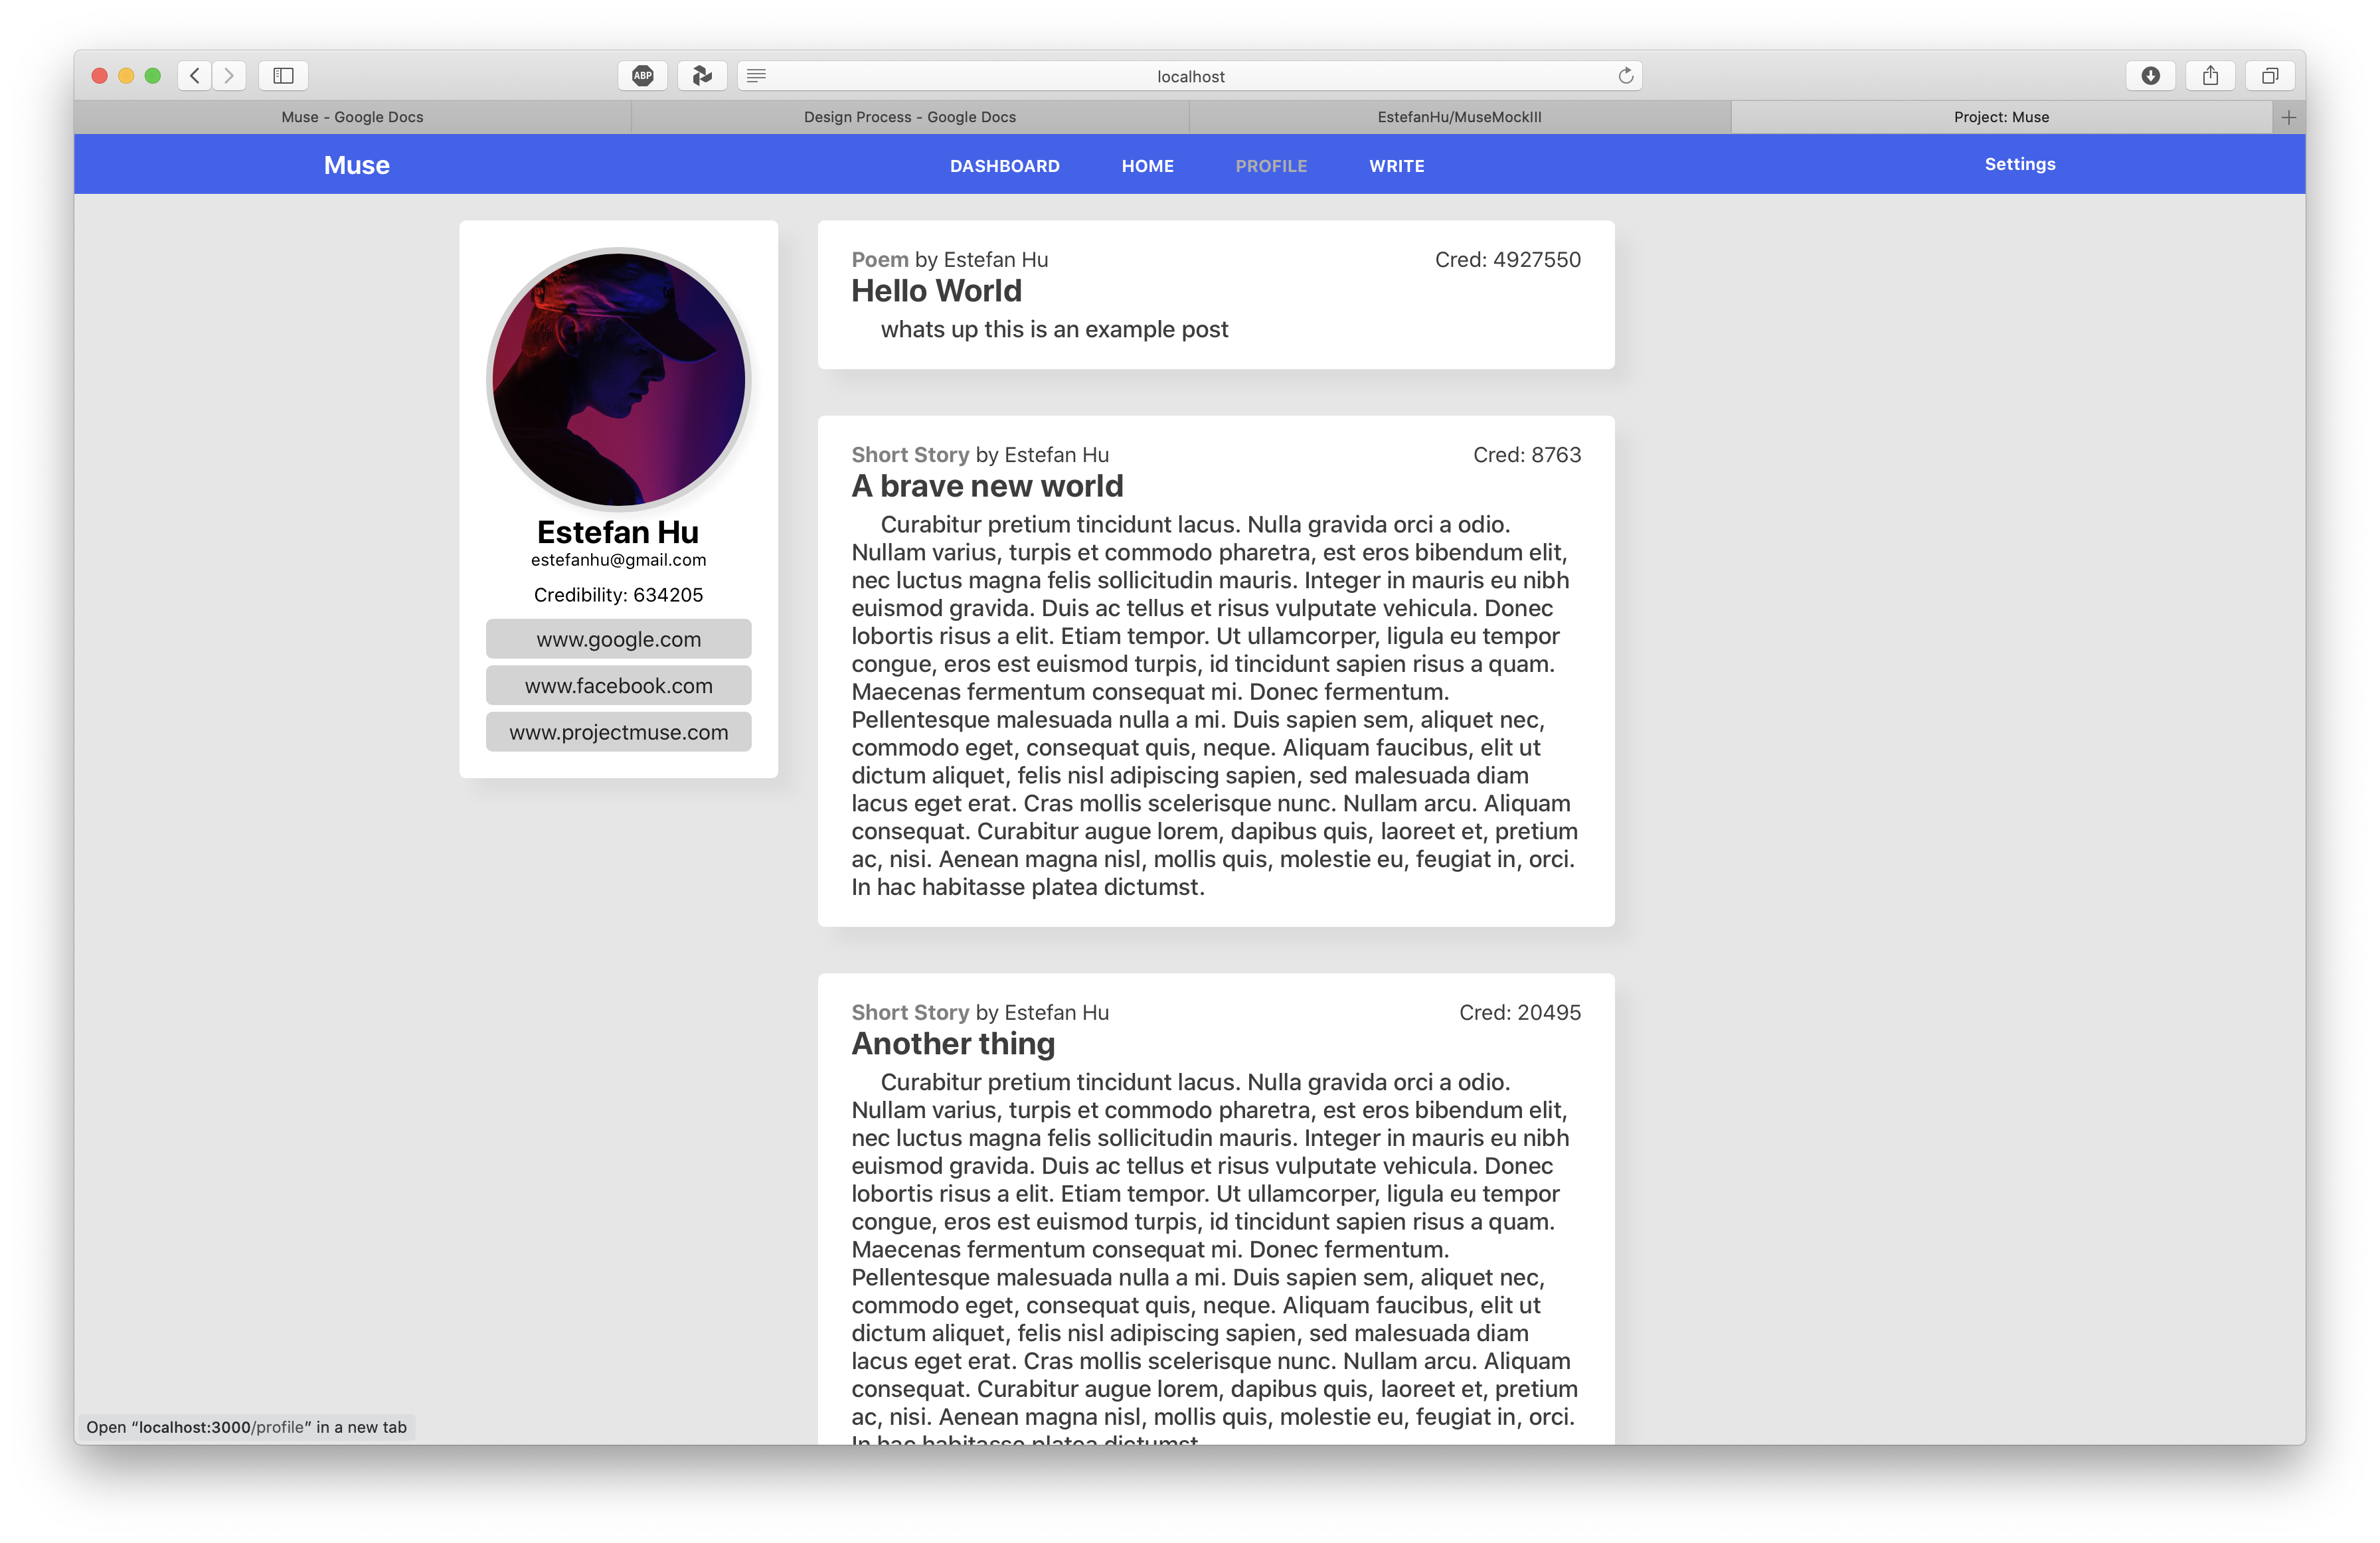 ABP
localhost
Muse - Google Docs
Design Process - Google Docs
EstefanHu/MuseMockIII
Project: Muse
Muse
DASHBOARD
HOME
PROFILE
WRITE
Settings
Estefan Hu
estefanhu@gmail.com
Credibility: 634205
www.google.com
www.facebook.com
www.projectmuse.com
Poem by Estefan Hu
Cred: 4927550
Hello World
whats up this is an example post
Short Story by Estefan Hu
Cred: 8763
A brave new world
Curabitur pretium tincidunt lacus. Nulla gravida orci a odio.
Nullam varius, turpis et commodo pharetra, est eros bibendum elit,
nec luctus magna felis sollicitudin mauris. Integer in mauris eu nibh
euismod gravida. Duis ac tellus et risus vulputate vehicula. Donec
lobortis risus a elit. Etiam tempor. Ut ullamcorper, ligula eu tempor
congue, eros est euismod turpis, id tincidunt sapien risus a quam.
Maecenas fermentum consequat mi. Donec fermentum.
Pellentesque malesuada nulla a mi. Duis sapien sem, aliquet nec,
commodo eget, consequat quis, neque. Aliquam faucibus, elit ut
dictum aliquet, felis nisl adipiscing sapien, sed malesuada diam
lacus eget erat. Cras mollis scelerisque nunc. Nullam arcu. Aliquam
consequat. Curabitur augue lorem, dapibus quis, laoreet et, pretium
ac, nisi. Aenean magna nisl, mollis quis, molestie eu, feugiat in, orci.
In hac habitasse platea dictumst.
Short Story by Estefan Hu
Cred: 20495
Another thing
Curabitur pretium tincidunt lacus. Nulla gravida orci a odio.
Nullam varius, turpis et commodo pharetra, est eros bibendum elit,
nec luctus magna felis sollicitudin mauris. Integer in mauris eu nibh
euismod gravida. Duis ac tellus et risus vulputate vehicula. Donec
lobortis risus a elit. Etiam tempor. Ut ullamcorper, ligula eu tempor
congue, eros est euismod turpis, id tincidunt sapien risus a quam.
Maecenas fermentum consequat mi. Donec fermentum.
Pellentesque malesuada nulla a mi. Duis sapien sem, aliquet nec,
commodo eget, consequat quis, neque. Aliquam faucibus, elit ut
dictum aliquet, felis nisl adipiscing sapien, sed malesuada diam
lacus eget erat. Cras mollis scelerisque nunc. Nullam arcu. Aliquam
consequat. Curabitur augue lorem, dapibus quis, laoreet et, pretium
ac, nisi. Aenean magna nisl, mollis quis, molestie eu, feugiat in, orci.
In hac habitasse platea dictumst.
Open “localhost:3000/profile” in a new tab